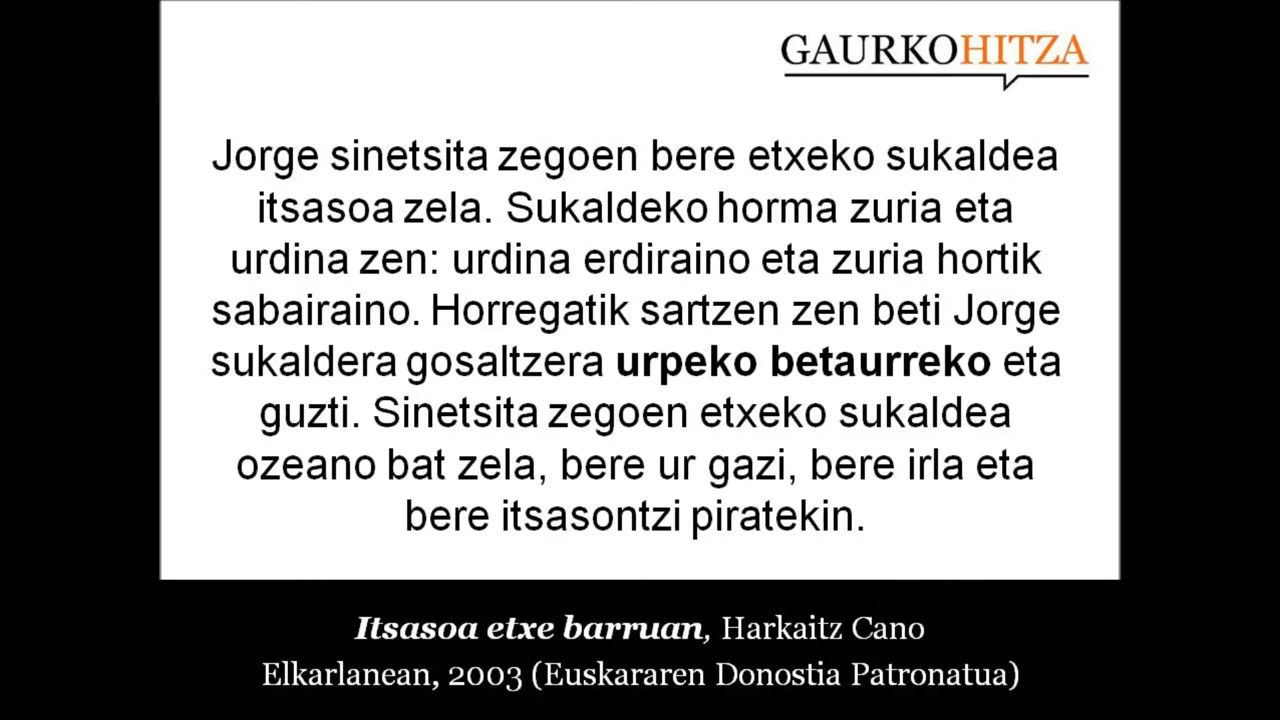 GAURKOHITZA
Jorge sinetsita zegoen bere etxeko sukaldea
itsasoa zela. Sukaldeko horma zuria eta
urdina zen: urdina erdiraino eta zuria hortik
sabairaino. Horregatik sartzen zen beti Jorge
sukaldera gosaltzera urpeko betaurreko eta
guzti. Sinetsita zegoen etxeko sukaldea
ozeano bat zela, bere ur gazi, bere irla eta
bere itsasontzi piratekin.
Itsasoa etxe barruan, Harkaitz Cano
Elkarlanean, 2003 (Euskararen Donostia Patronatua)